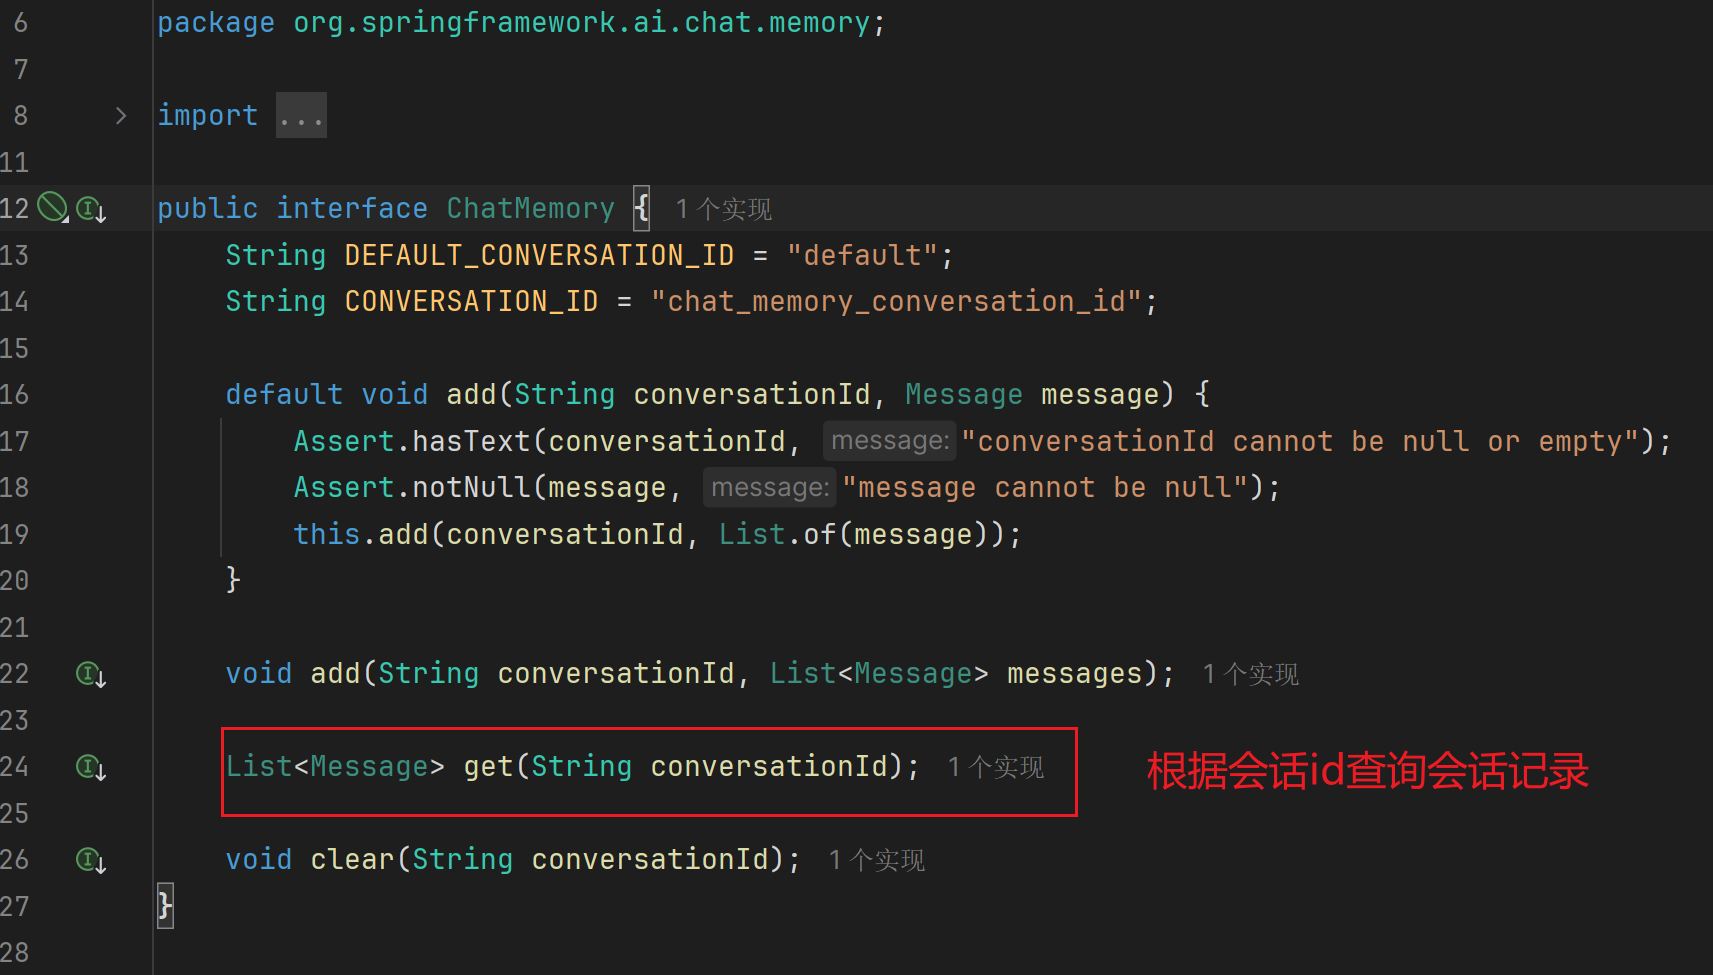 6 package org.springframework.ai.chat.memory;
7
8 import ...
11
12 public interface ChatMemory { 1个实现
13 String DEFAULT_CONVERSATION_ID = "default";
14 String CONVERSATION_ID = "chat_memory_conversation_id";
15
16 default void add(String conversationId, Message message) {
17 Assert.hasText(conversationId, message: "conversationId cannot be null or empty");
18 Assert.notNull(message, message: "message cannot be null");
19 this.add(conversationId, List.of(message));
20 }
21
22 void add(String conversationId, List<Message> messages); 1个实现
23
24 List<Message> get(String conversationId); 1个实现 根据会话id查询会话记录
25
26 void clear(String conversationId); 1个实现
27 }
28